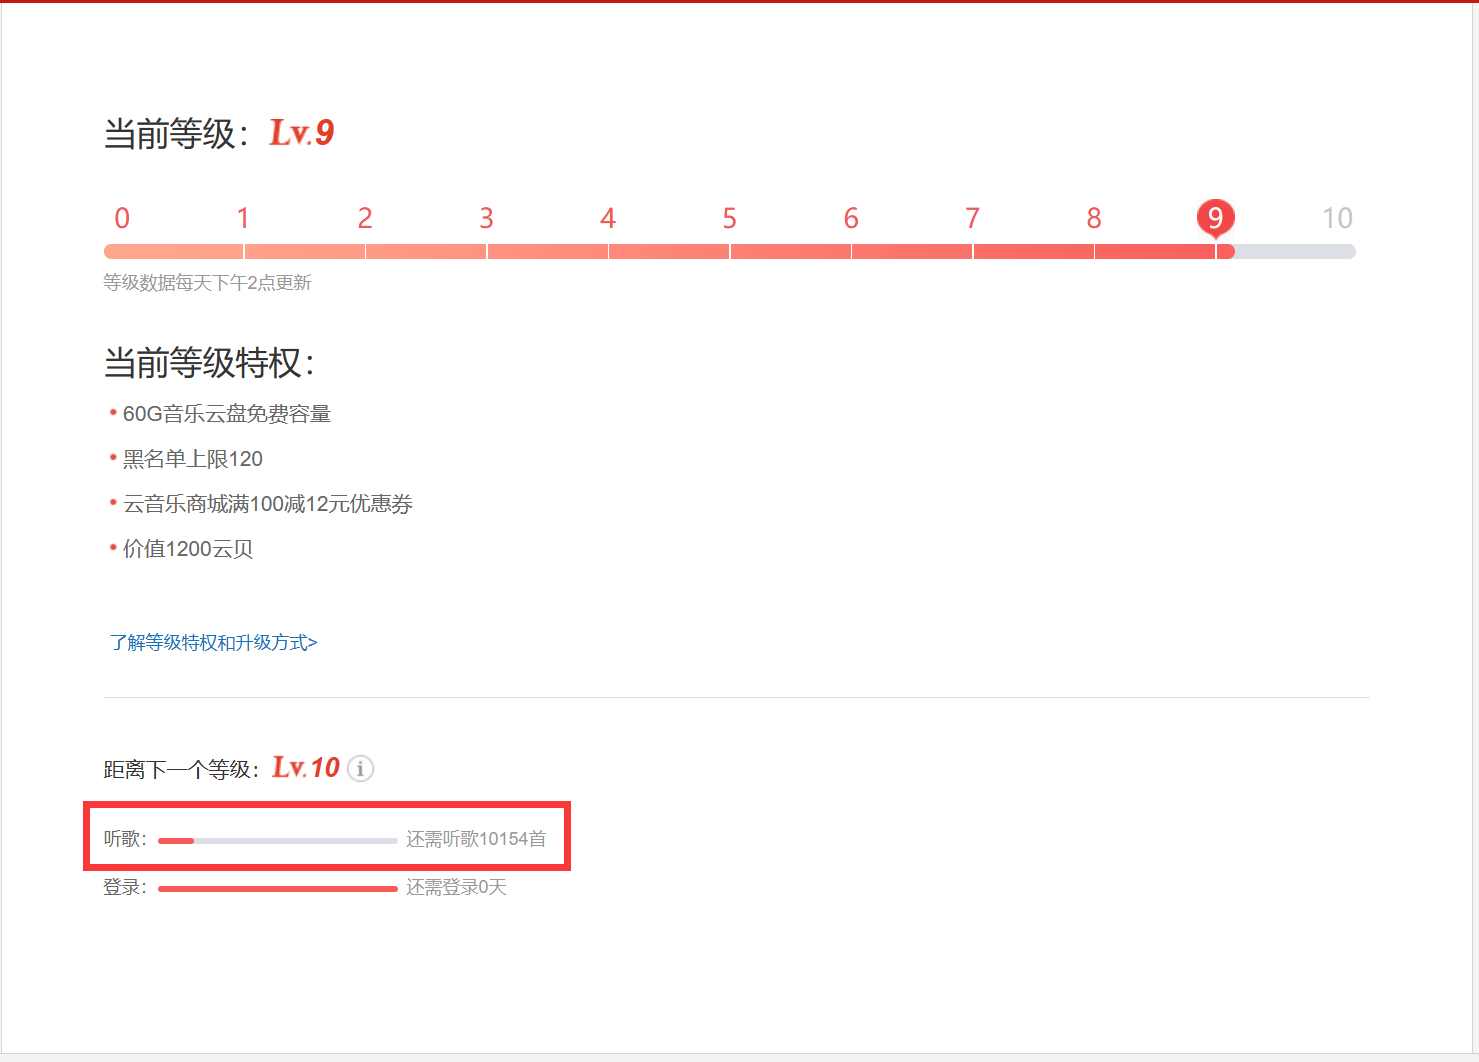 当前等级：Lv.9
0 1 2 3 4 5 6 7 8 9 10
等级数据每天下午2点更新
当前等级特权：
60G音乐云盘免费容量
黑名单上限120
云音乐商城满100减12元优惠券
价值1200云贝
了解等级特权和升级方式>
距离下一个等级：Lv.10 i
听歌： 还需听歌10154首
登录： 还需登录0天